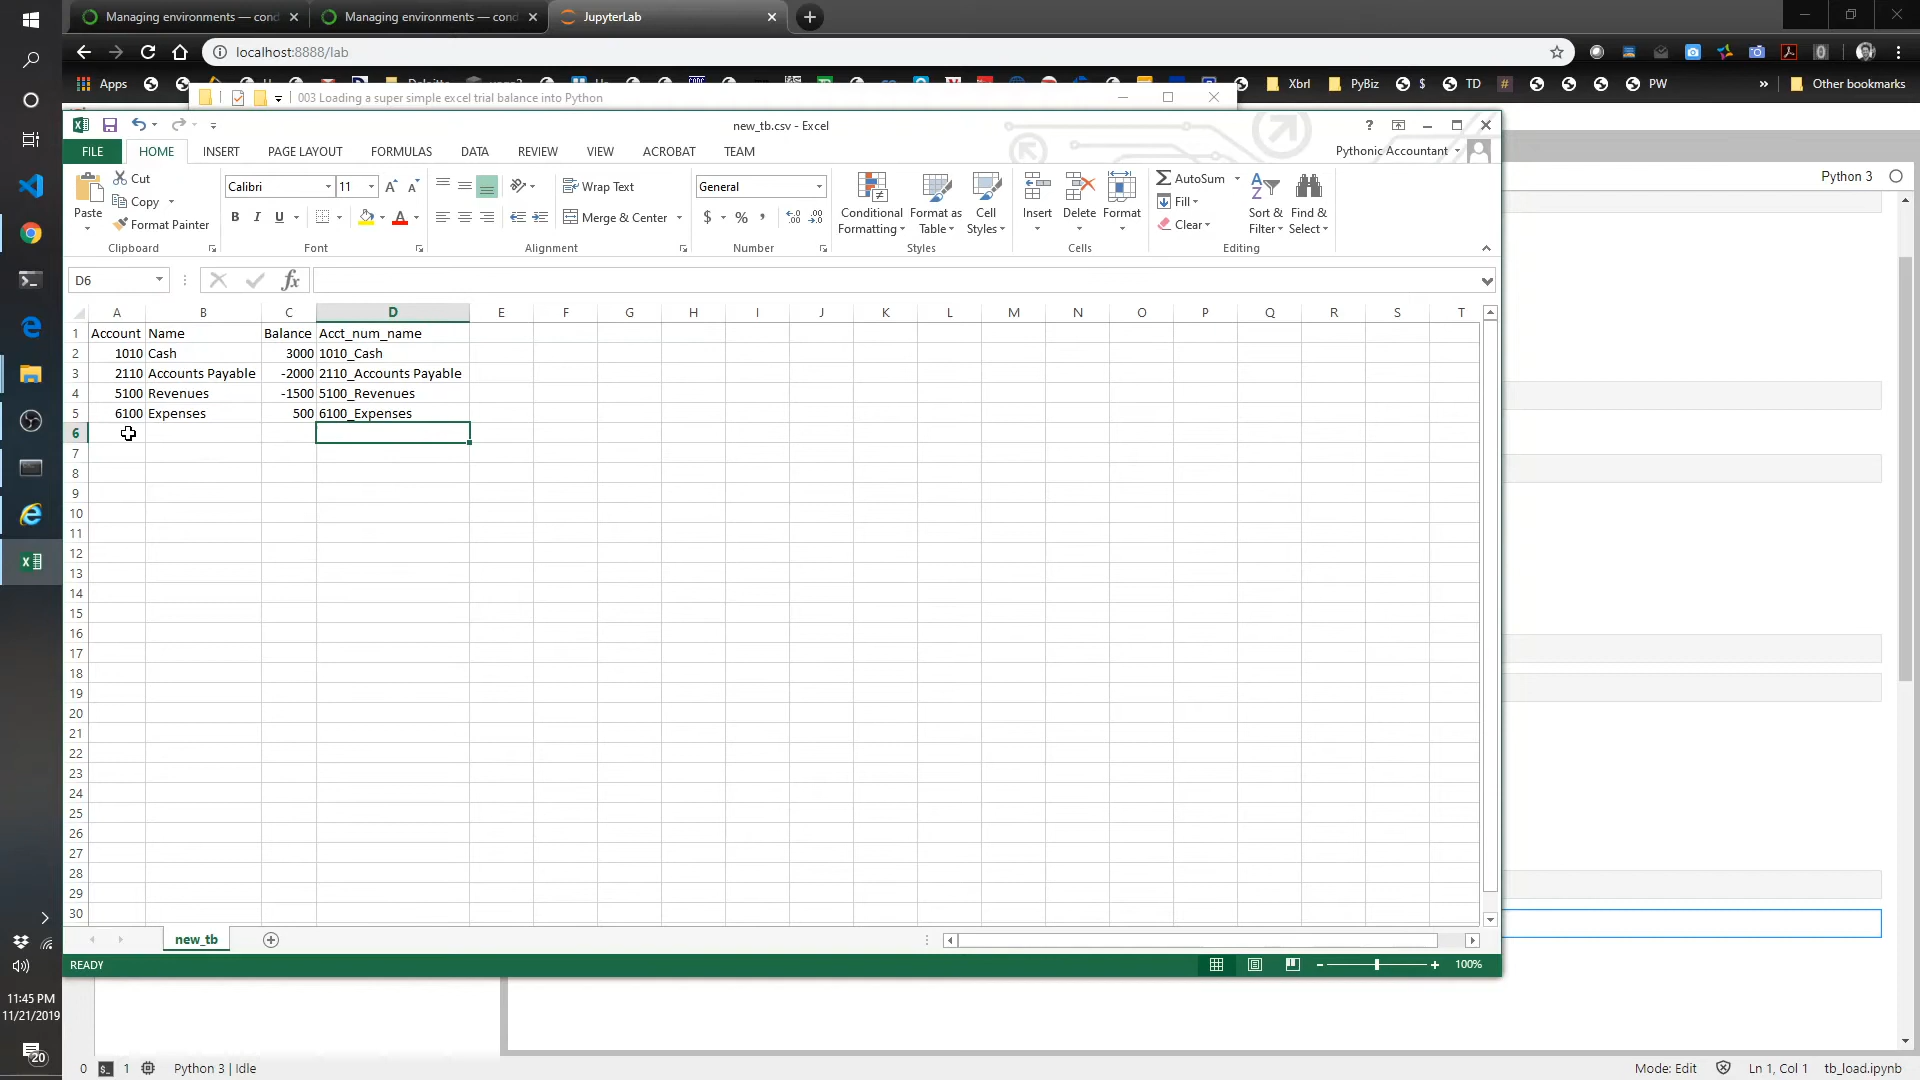 Managing environments — cond
Managing environments — cond
JupyterLab
localhost:8888/lab
Apps
Xbrl
PyBiz
$
TD
#
PW
»
Other bookmarks
003 Loading a super simple excel trial balance into Python
new_tb.csv - Excel
FILE HOME INSERT PAGE LAYOUT FORMULAS DATA REVIEW VIEW ACROBAT TEAM
Pythonic Accountant
Python 3
Paste
Cut
Copy
Format Painter
Clipboard
Calibri 11
B I U
Font
Wrap Text
Merge & Center
Alignment
General
$ % ,
Number
Conditional Formatting
Format as Table
Cell Styles
Styles
Insert
Delete
Format
Cells
AutoSum
Fill
Clear
Sort & Filter
Find & Select
Editing
D6
fx
A B C D E F G H I J K L M N O P Q R S T
1 Account Name Balance Acct_num_name
2 1010 Cash 3000 1010_Cash
3 2110 Accounts Payable -2000 2110_Accounts Payable
4 5100 Revenues -1500 5100_Revenues
5 6100 Expenses 500 6100_Expenses
6
7
8
9
10
11
12
13
14
15
16
17
18
19
20
21
22
23
24
25
26
27
28
29
30
new_tb
READY
100%
11:45 PM
11/21/2019
20
0
1
Python 3 | Idle
Mode: Edit
Ln 1, Col 1
tb_load.ipynb